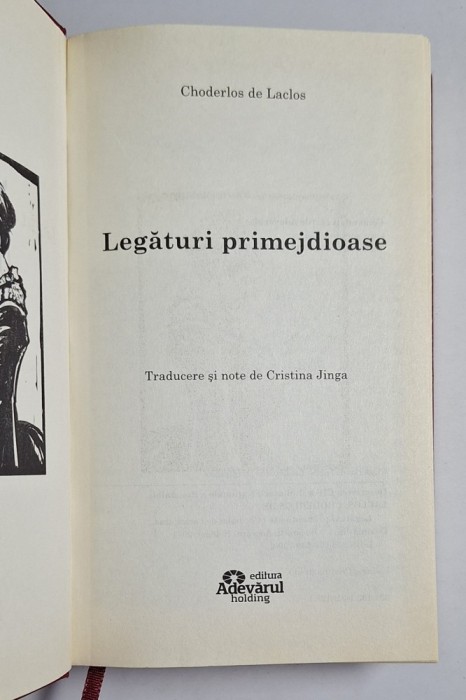 Choderlos de Laclos
Legături primejdioase
Traducere și note de Cristina Jinga
editura
Adevărul
holding